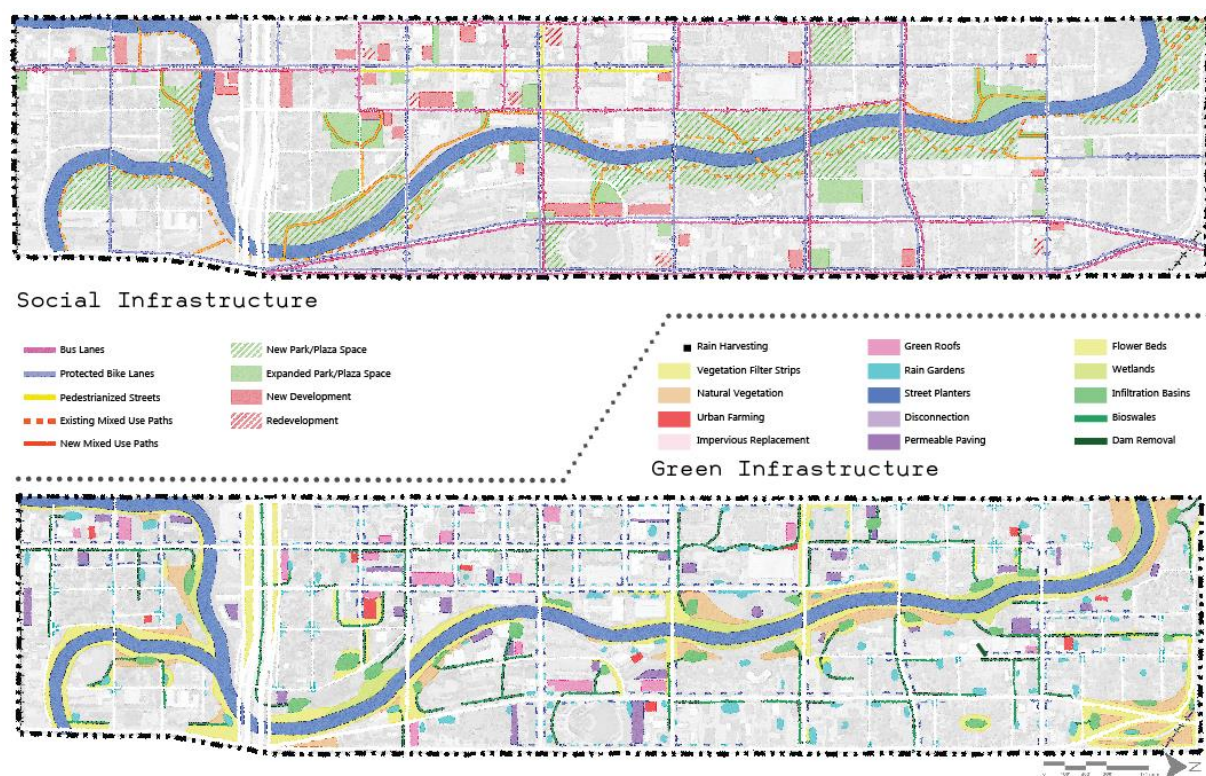 Social Infrastructure
Bus Lanes
Protected Bike Lanes
Pedestrianized Streets
Existing Mixed Use Paths
New Mixed Use Paths
New Park/Plaza Space
Expanded Park/Plaza Space
New Development
Redevelopment
Rain Harvesting
Vegetation Filter Strips
Natural Vegetation
Urban Farming
Impervious Replacement
Green Roofs
Rain Gardens
Street Planters
Disconnection
Permeable Paving
Flower Beds
Wetlands
Infiltration Basins
Bioswales
Dam Removal
Green Infrastructure
N